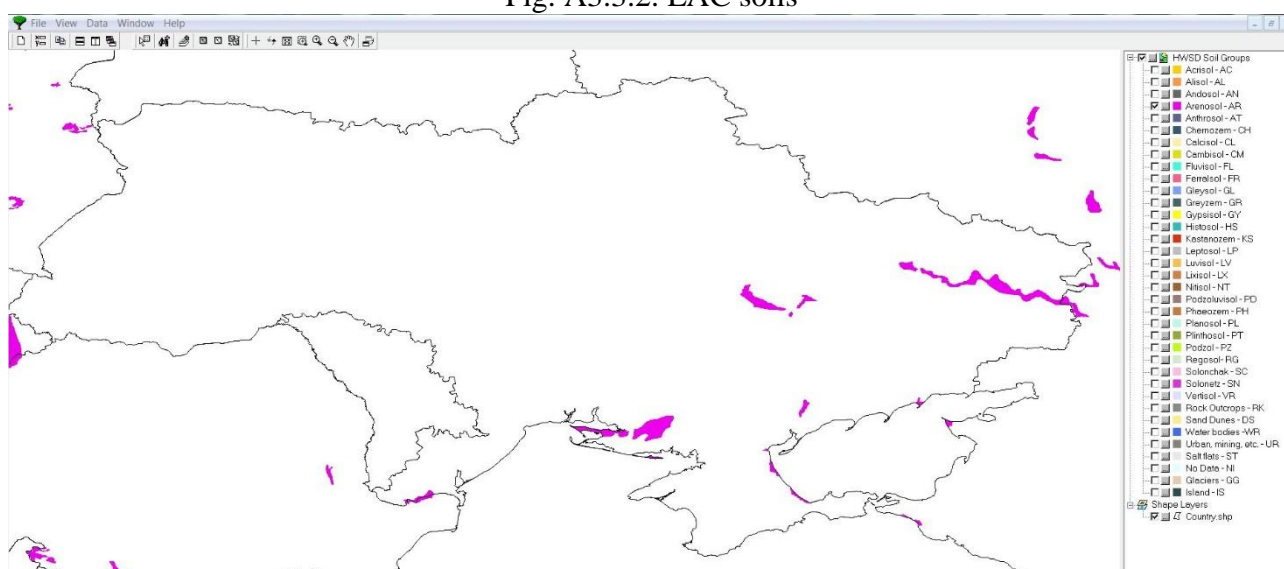 Fig. A3.3.2. LAC soils
File View Data Window Help
HWSD Soil Groups
Acrisol - AC
Alisol - AL
Andosol - AN
Arenosol - AR
Anthrosol - AT
Chernozem - CH
Calcisol - CL
Cambisol - CM
Fluvisol - FL
Ferralsol - FR
Gleysol - GL
Greyzem - GR
Gypsisol - GY
Histosol - HS
Kastanozem - KS
Leptosol - LP
Luvisol - LV
Lixisol - LX
Nitisol - NT
Podzoluvisol - PD
Phaeozem - PH
Planosol - PL
Plinthosol - PT
Podzol - PZ
Regosol - RG
Solonchak - SC
Solonetz - SN
Vertisol - VR
Rock Outcrops - RK
Sand Dunes - DS
Water bodies -WR
Urban, mining, etc. - UR
Salt flats - ST
No Data - NI
Glaciers - GG
Island - IS
Shape Layers
Country.shp